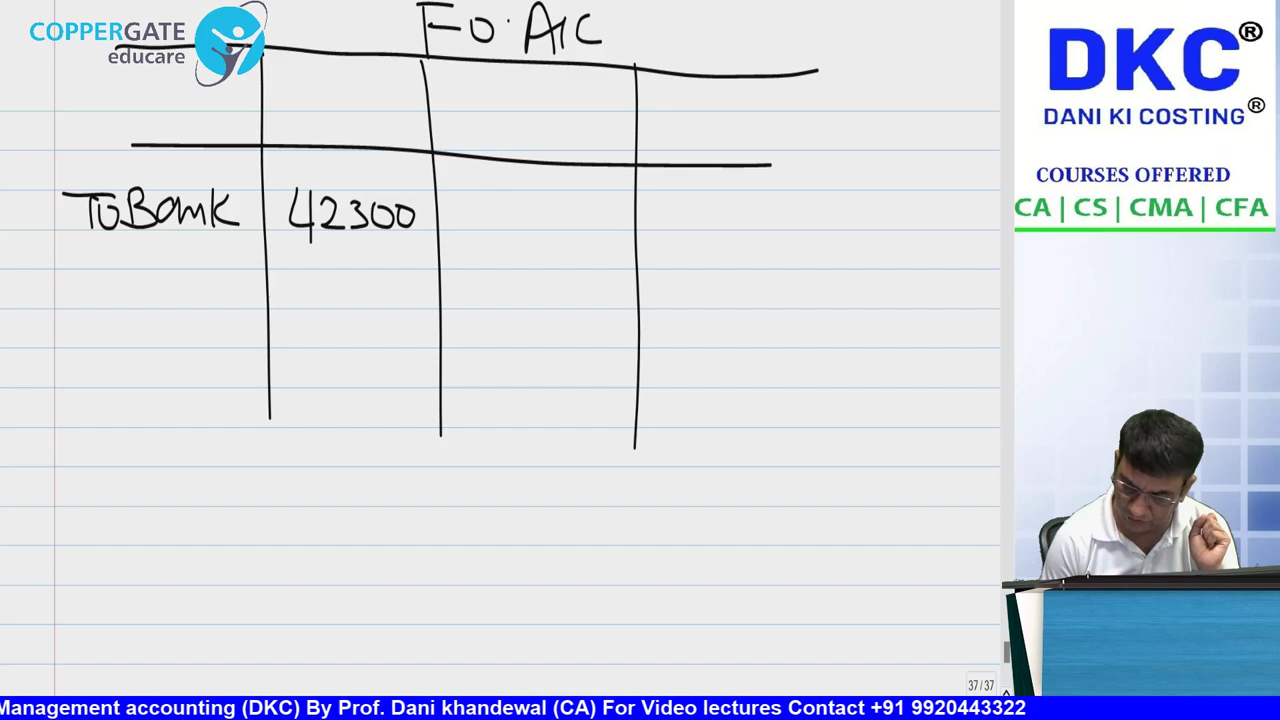 COPPERGATE
educare
F·O· A/C
To Bank 42300
DKC®
DANI KI COSTING®
COURSES OFFERED
CA | CS | CMA | CFA
37/37
Management accounting (DKC) By Prof. Dani khandewal (CA) For Video lectures Contact +91 9920443322